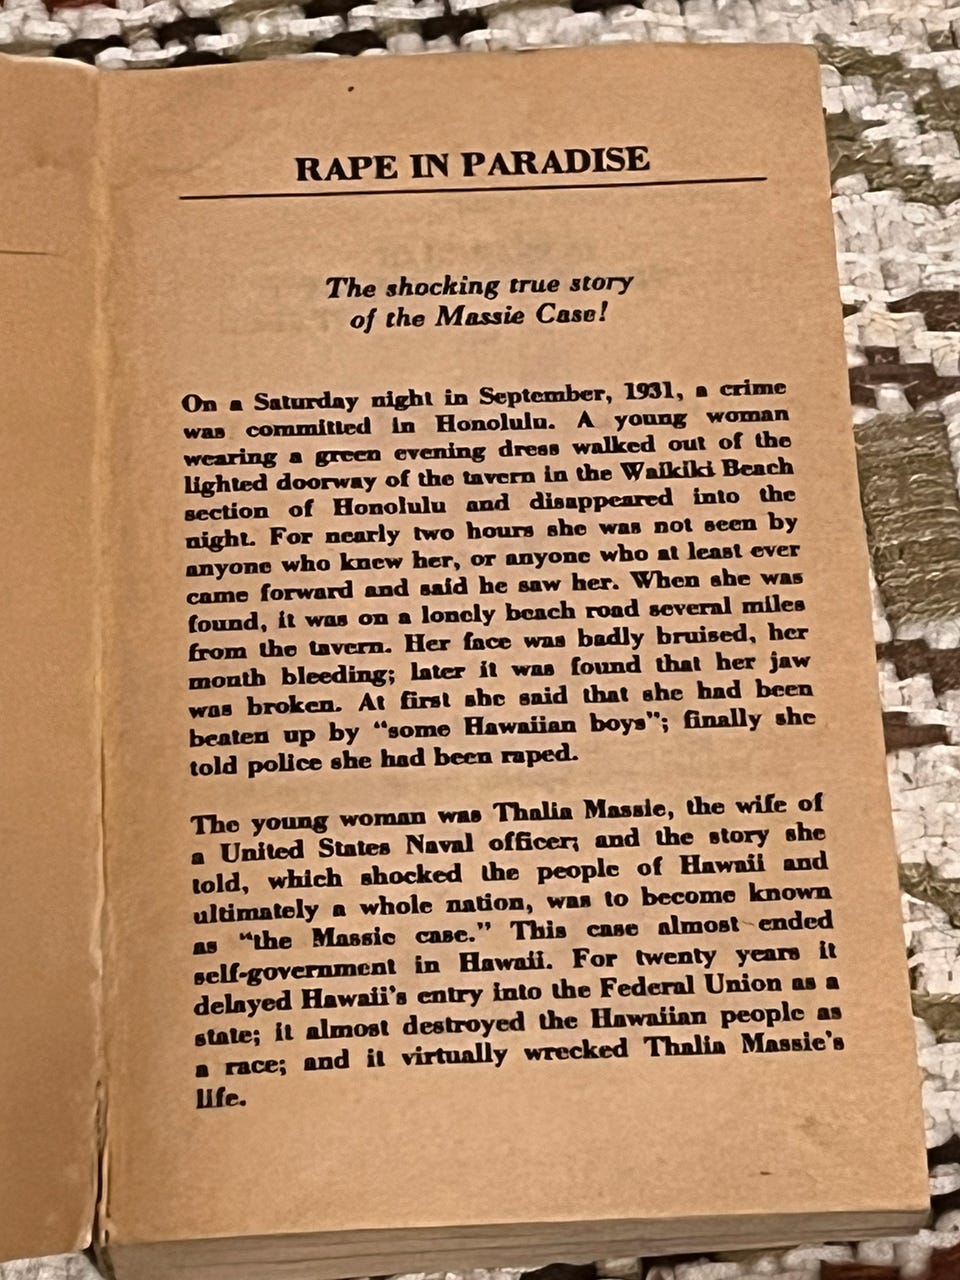 RAPE IN PARADISE
The shocking true story
of the Massie Case!
On a Saturday night in September, 1931, a crime
was committed in Honolulu. A young woman
wearing a green evening dress walked out of the
lighted doorway of the tavern in the Waikiki Beach
section of Honolulu and disappeared into the
night. For nearly two hours she was not seen by
anyone who knew her, or anyone who at least ever
came forward and said he saw her. When she was
found, it was on a lonely beach road several miles
from the tavern. Her face was badly bruised, her
month bleeding; later it was found that her jaw
was broken. At first she said that she had been
beaten up by "some Hawaiian boys"; finally she
told police she had been raped.
The young woman was Thalia Massie, the wife of
a United States Naval officer; and the story she
told, which shocked the people of Hawaii and
ultimately a whole nation, was to become known
as "the Massie case." This case almost ended
self-government in Hawaii. For twenty years it
delayed Hawaii's entry into the Federal Union as a
state; it almost destroyed the Hawaiian people as
a race; and it virtually wrecked Thalia Massie's
life.